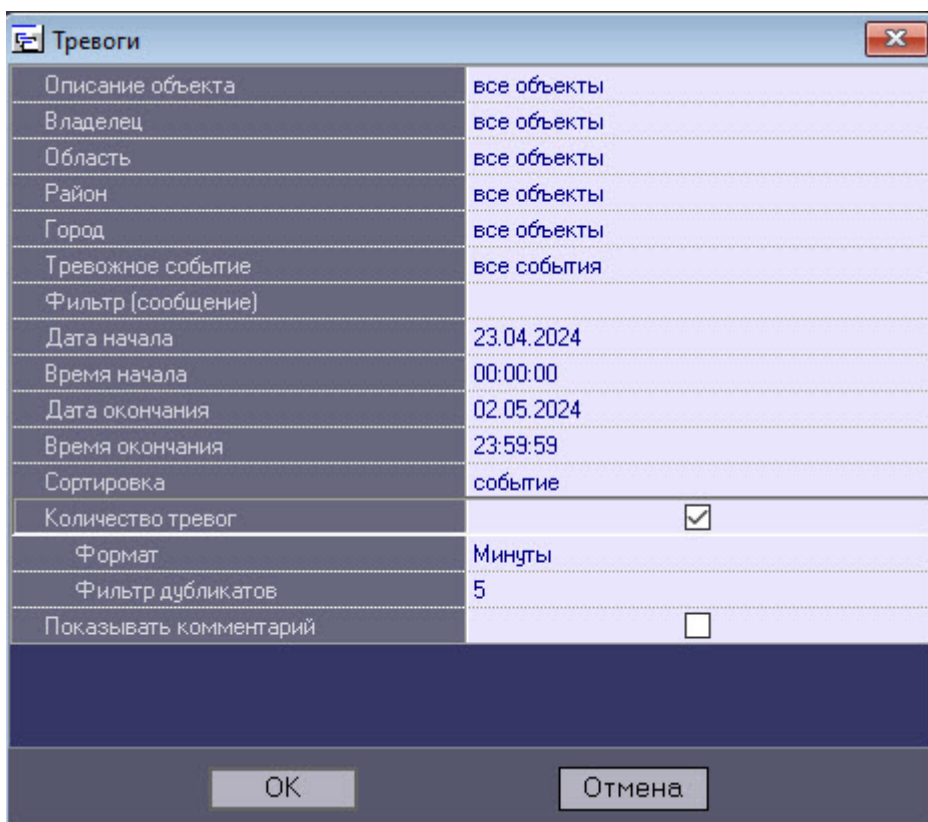 Тревоги
Описание объекта все объекты
Владелец все объекты
Область все объекты
Район все объекты
Город все объекты
Тревожное событие все события
Фильтр (сообщение)
Дата начала 23.04.2024
Время начала 00:00:00
Дата окончания 02.05.2024
Время окончания 23:59:59
Сортировка событие
Количество тревог
Формат Минуты
Фильтр дубликатов 5
Показывать комментарий
OK Отмена